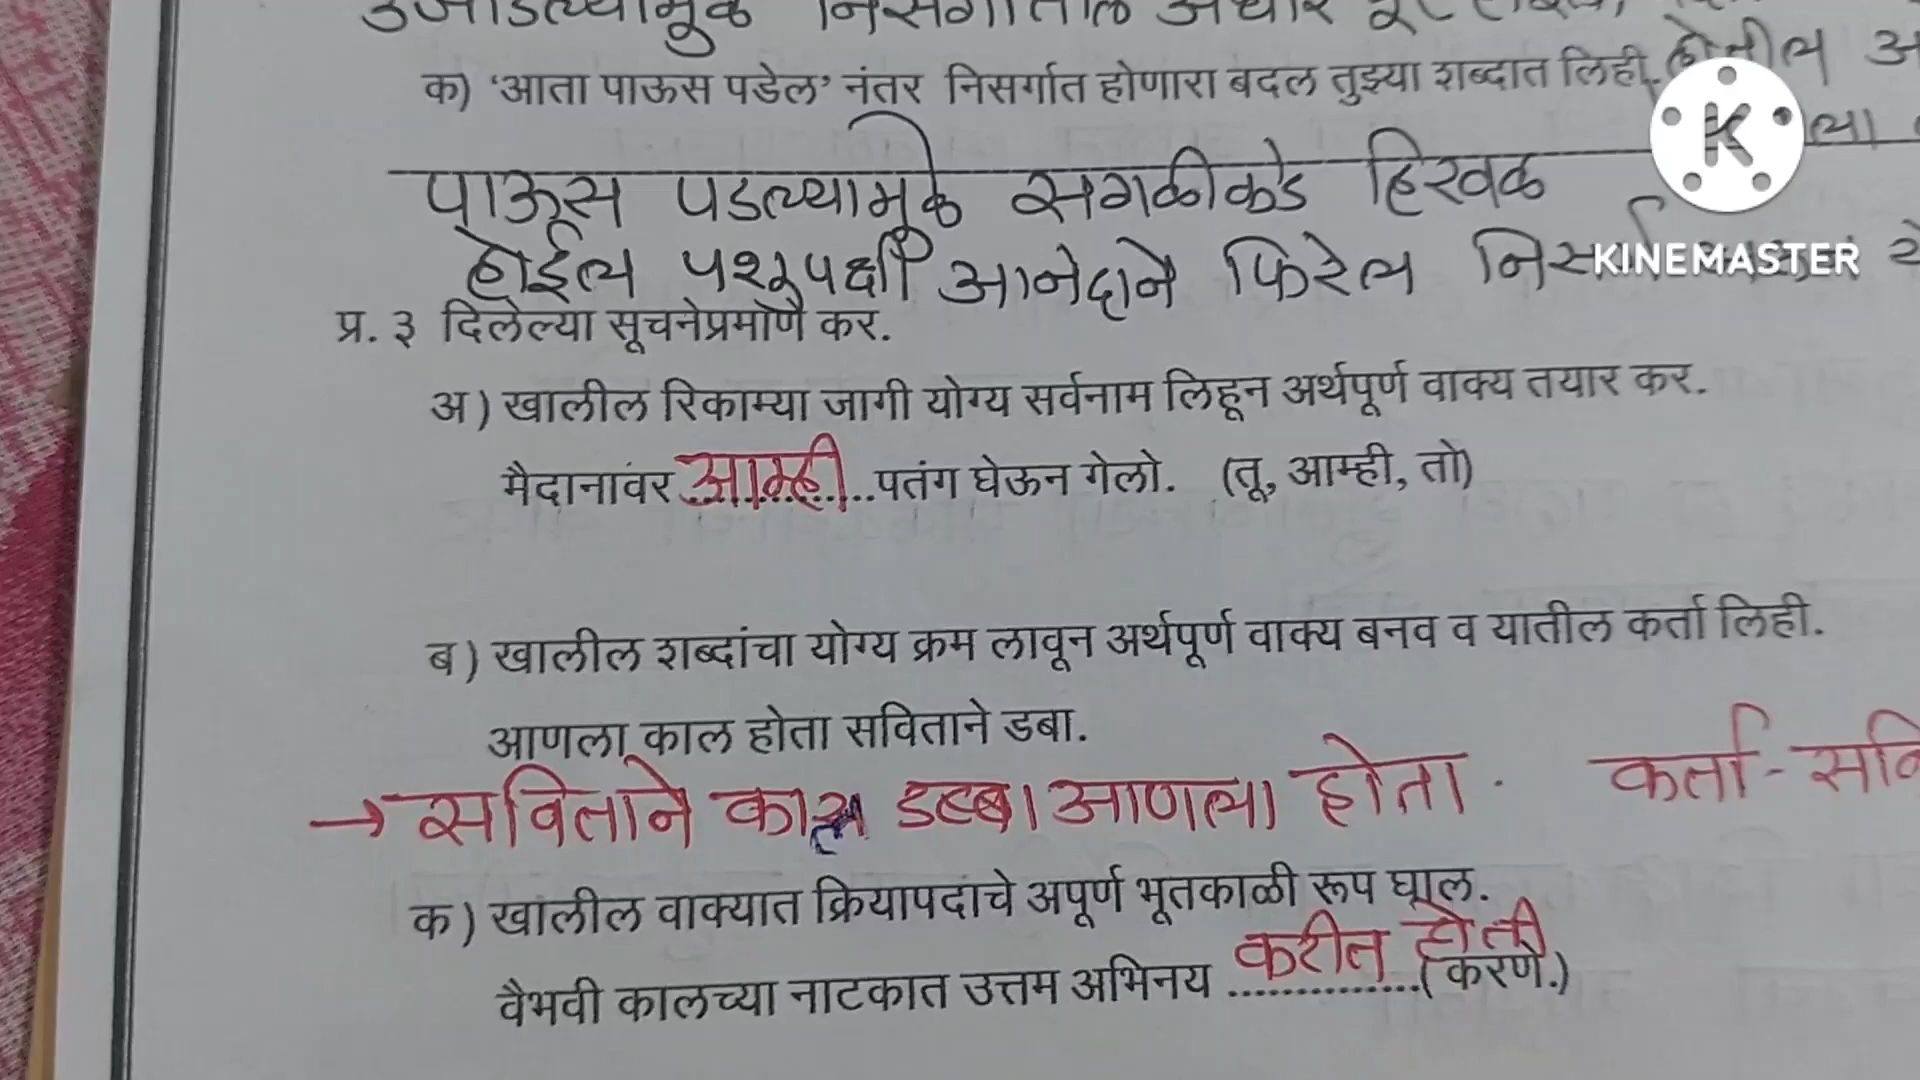 क) 'आता पाऊस पडेल' नंतर निसर्गात होणारा बदल तुझ्या शब्दात लिही. होतील
पाऊस पडल्यामुळे सगळीकडे हिरवळ
होईल पशूपक्षी आनंदाने फिरेल
KINEMASTER
प्र. ३ दिलेल्या सूचनेप्रमाणे कर.
अ) खालील रिकाम्या जागी योग्य सर्वनाम लिहून अर्थपूर्ण वाक्य तयार कर.
मैदानावर आम्ही पतंग घेऊन गेलो. (तू, आम्ही, तो)
ब) खालील शब्दांचा योग्य क्रम लावून अर्थपूर्ण वाक्य बनव व यातील कर्ता लिही.
आणला काल होता सविताने डबा.
→ सविताने काल डब्बा आणला होता. कर्ता - सवि
क) खालील वाक्यात क्रियापदाचे अपूर्ण भूतकाळी रूप घाल.
वैभवी कालच्या नाटकात उत्तम अभिनय करीत होती (करणे.)